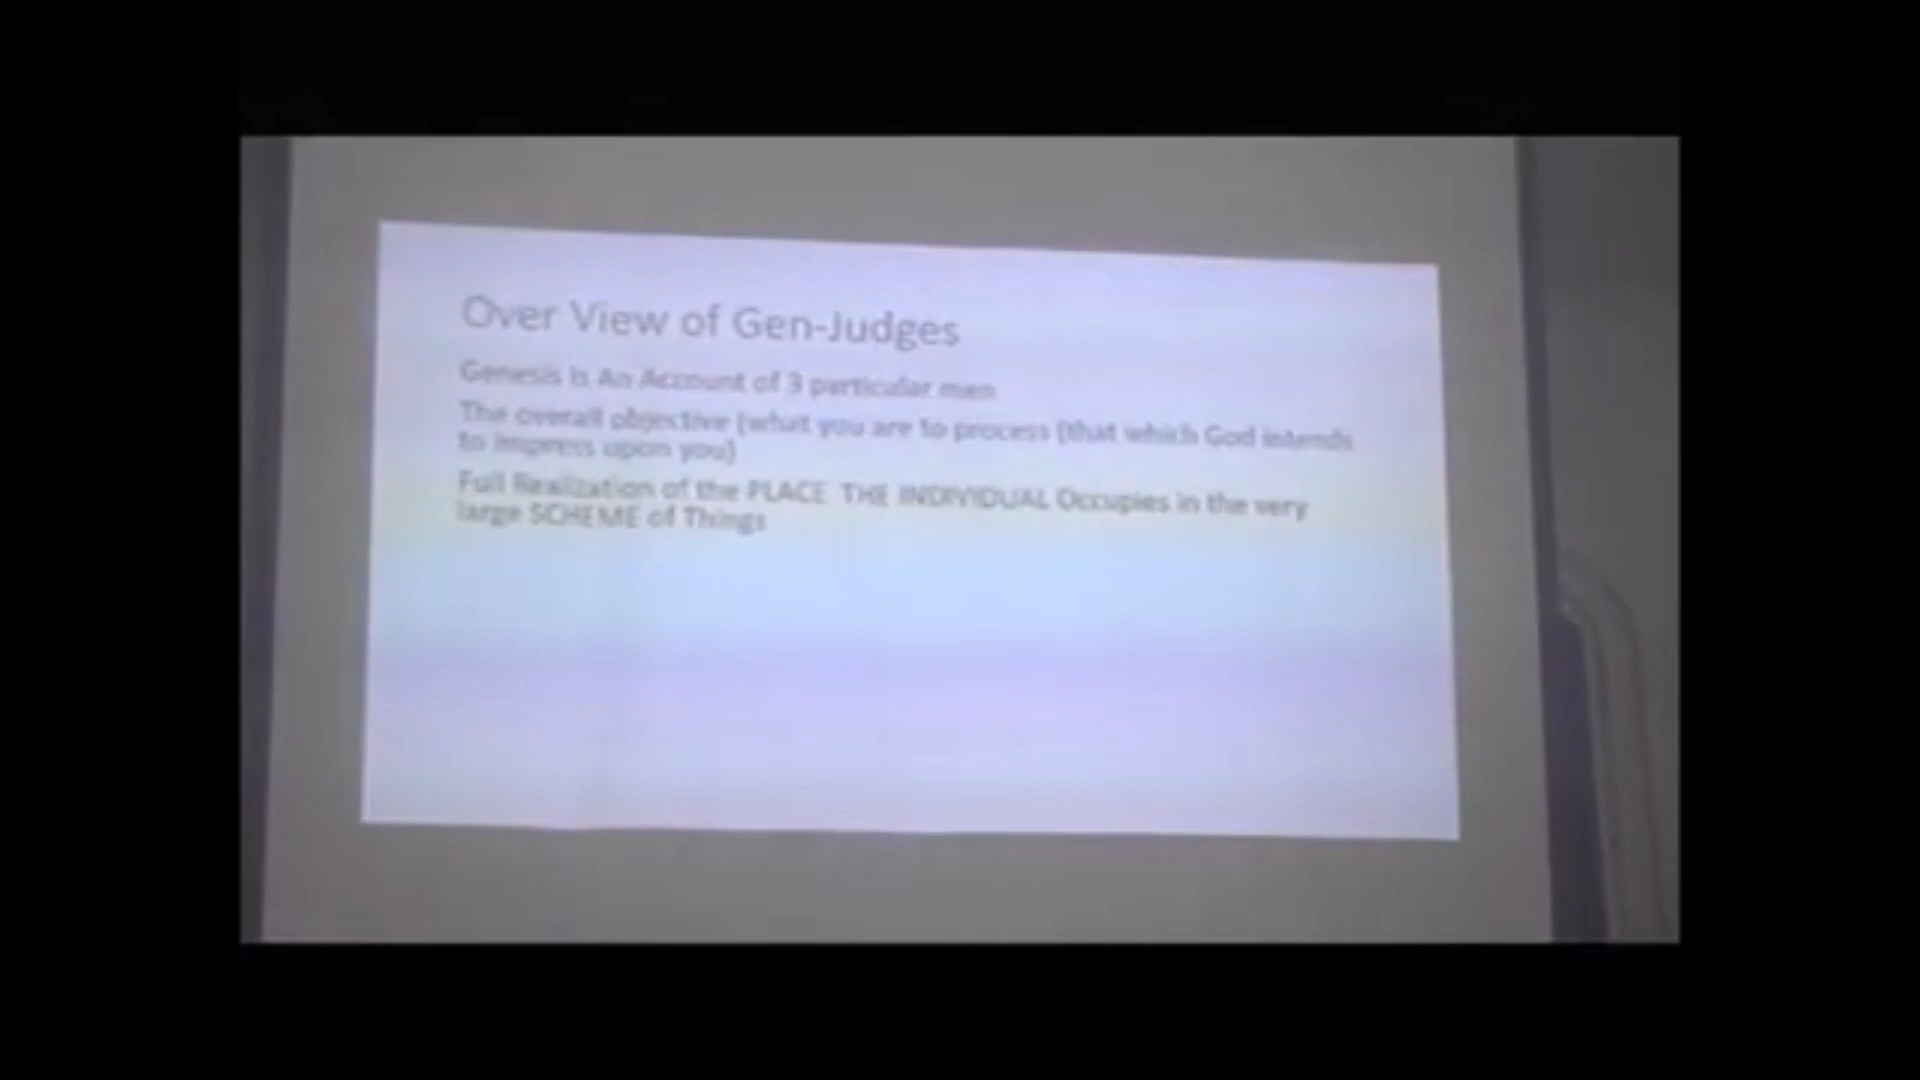 Over View of Gen-Judges
Genesis Is An Account of 3 particular men
The overall objective (what you are to process (that which God intends
to impress upon you)
Full Realization of the PLACE THE INDIVIDUAL Occupies in the very
large SCHEME of Things